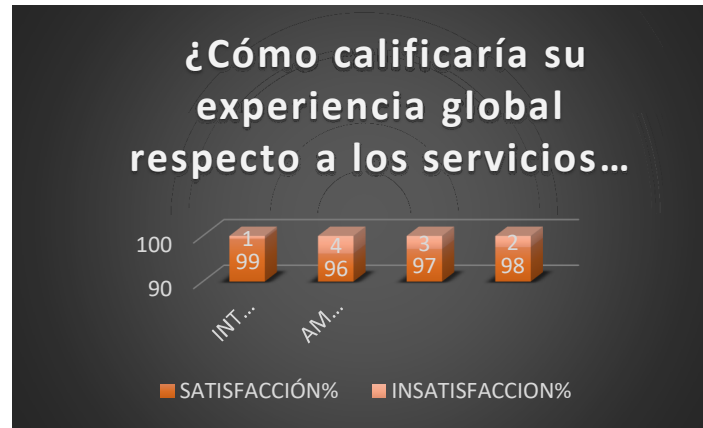 ¿Cómo calificaría su
experiencia global
respecto a los servicios…
100
90
1
4
3
2
99
96
97
98
INT…
AM…
SATISFACCIÓN%
INSATISFACCION%